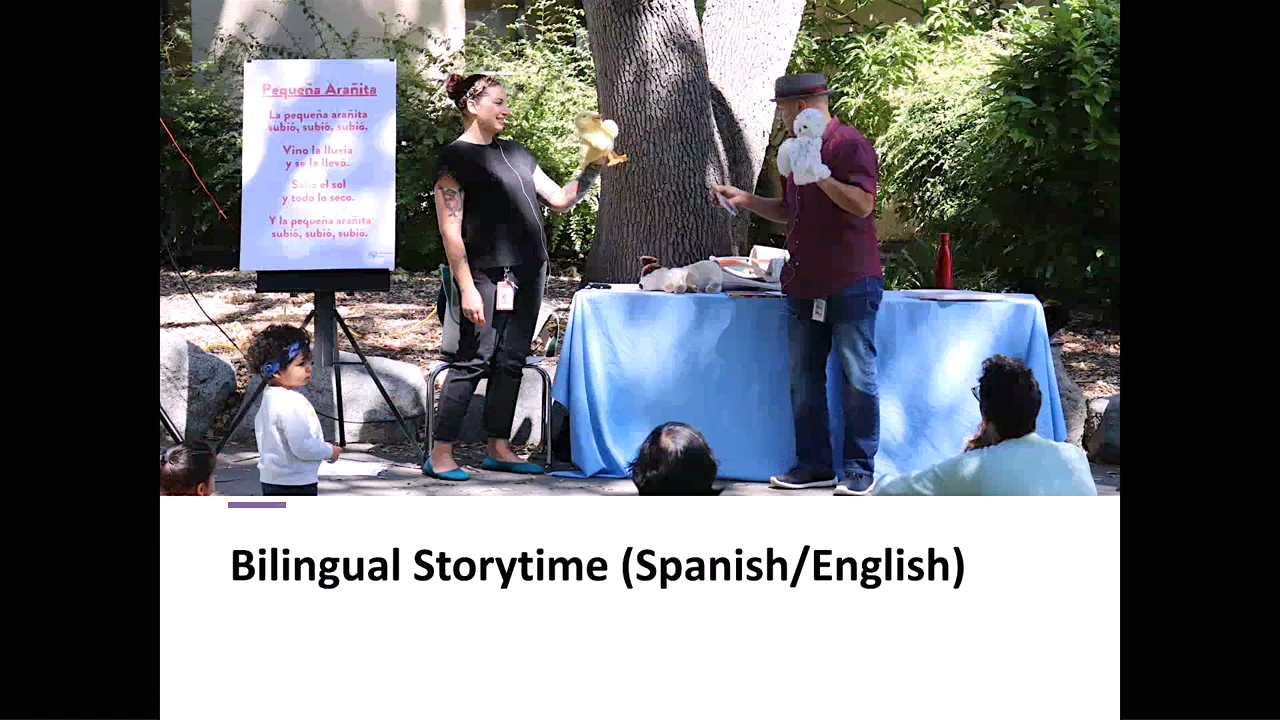 Pequeña Arañita
La pequeña arañita
subió, subió, subió.
Vino la lluvia
y se la llevó.
Salió el sol
y todo lo seco.
Y la pequeña arañita
subió, subió, subió.
Bilingual Storytime (Spanish/English)